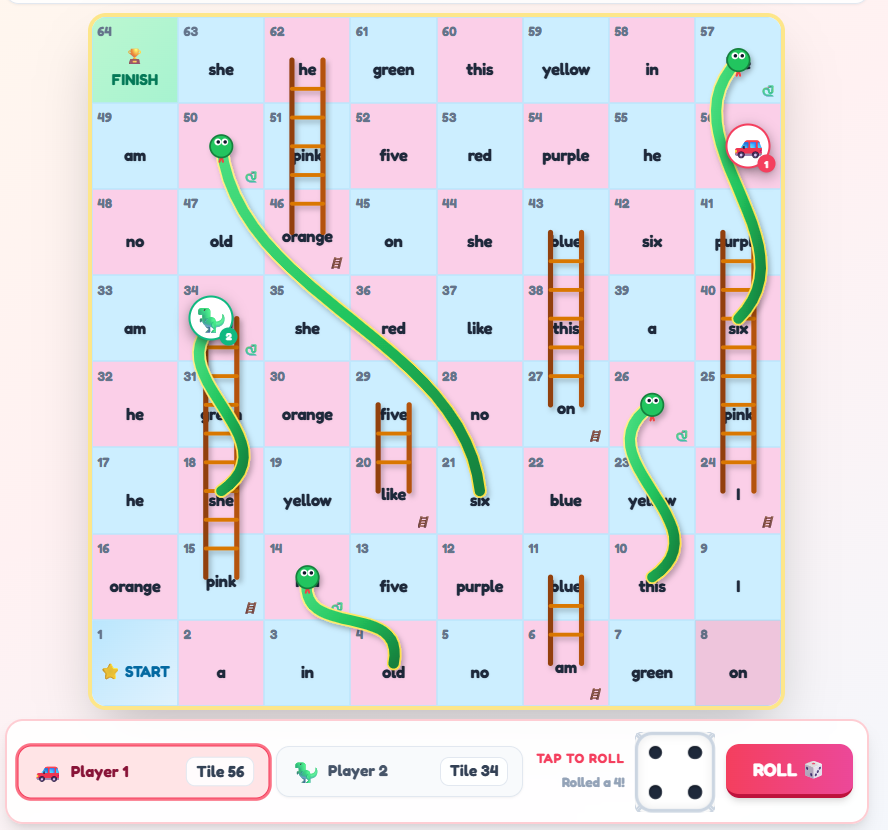 64 63 62 61 60 59 58 57
FINISH she he green this yellow in
49 50 51 52 53 54 55 56
am pink five red purple he
48 47 46 45 44 43 42 41
no old orange on she blue six purple
33 34 35 36 37 38 39 40
am she red like this a six
2
32 31 30 29 28 27 26 25
he green orange five no on pink
17 18 19 20 21 22 23 24
he she yellow like six blue yellow I
16 15 14 13 12 11 10 9
orange pink five purple blue this I
1 2 3 4 5 6 7 8
START a in old no am green on
1
Player 1 Tile 56
Player 2 Tile 34
TAP TO ROLL
Rolled a 4!
ROLL